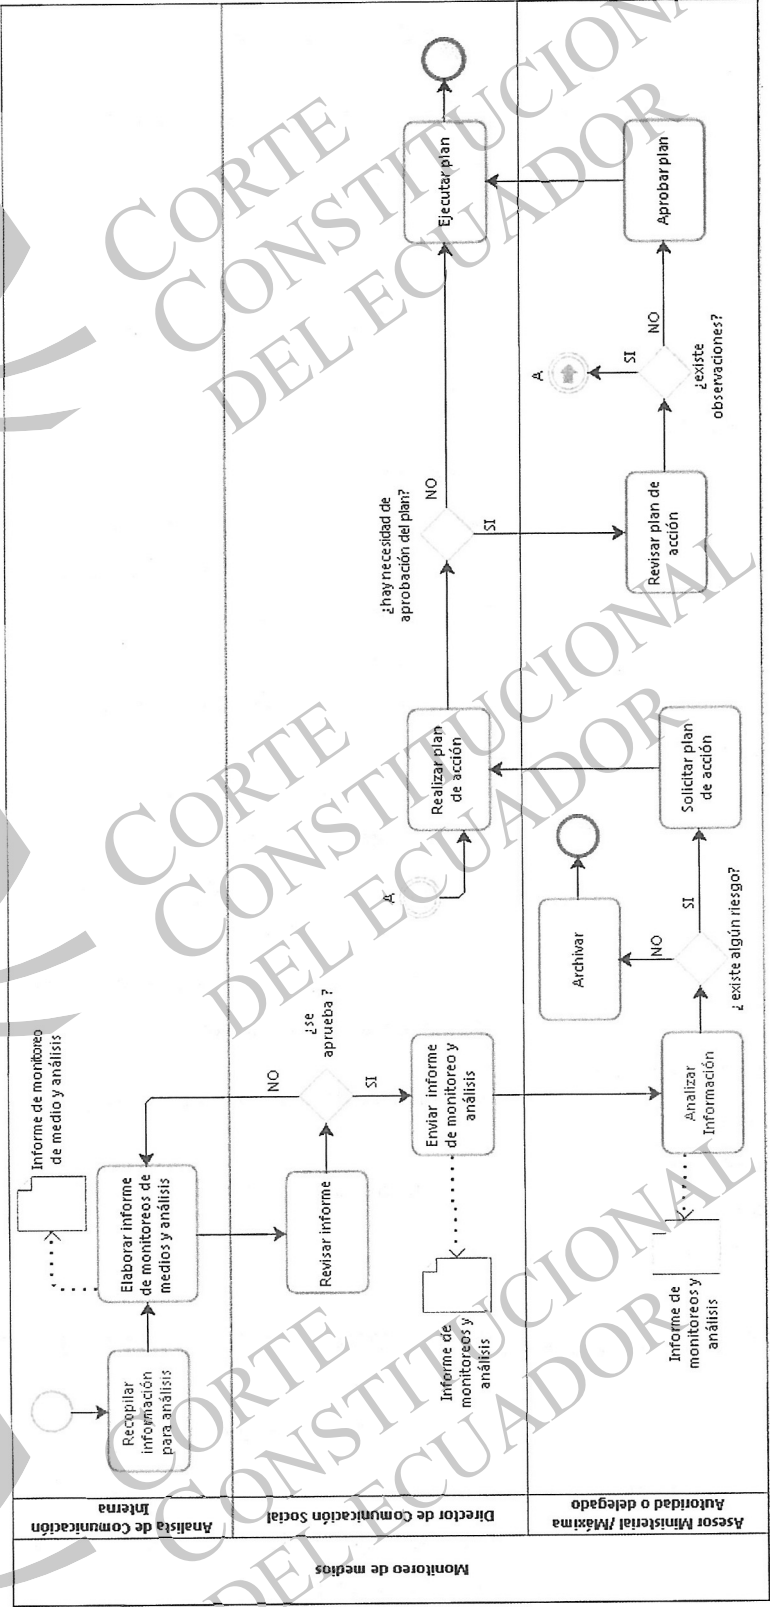 Monitoreo de medios
Analista de Comunicación
Interna
Director de Comunicación Social
Asesor Ministerial /Máxima
Autoridad o delegado
Recopilar
información
para análisis
Elaborar informe
de monitoreos de
medios y análisis
Informe de monitoreo
de medio y análisis
Revisar informe
¿se
aprueba ?
NO
SI
Enviar informe
de monitoreo y
análisis
Informe de
monitoreos y
análisis
Analizar
Información
Informe de
monitoreos y
análisis
¿existe algún riesgo?
NO
SI
Archivar
Solicitar plan
de acción
A
Realizar plan
de acción
¿hay necesidad de
aprobación del plan?
NO
SI
Revisar plan de
acción
¿existe
observaciones?
SI
NO
A
Aprobar plan
Ejecutar plan
CORTE
CONSTITUCIONAL
DEL ECUADOR
CORTE
CONSTITUCIONAL
DEL ECUADOR
CORTE
CONSTITUCIONAL
DEL ECUADOR